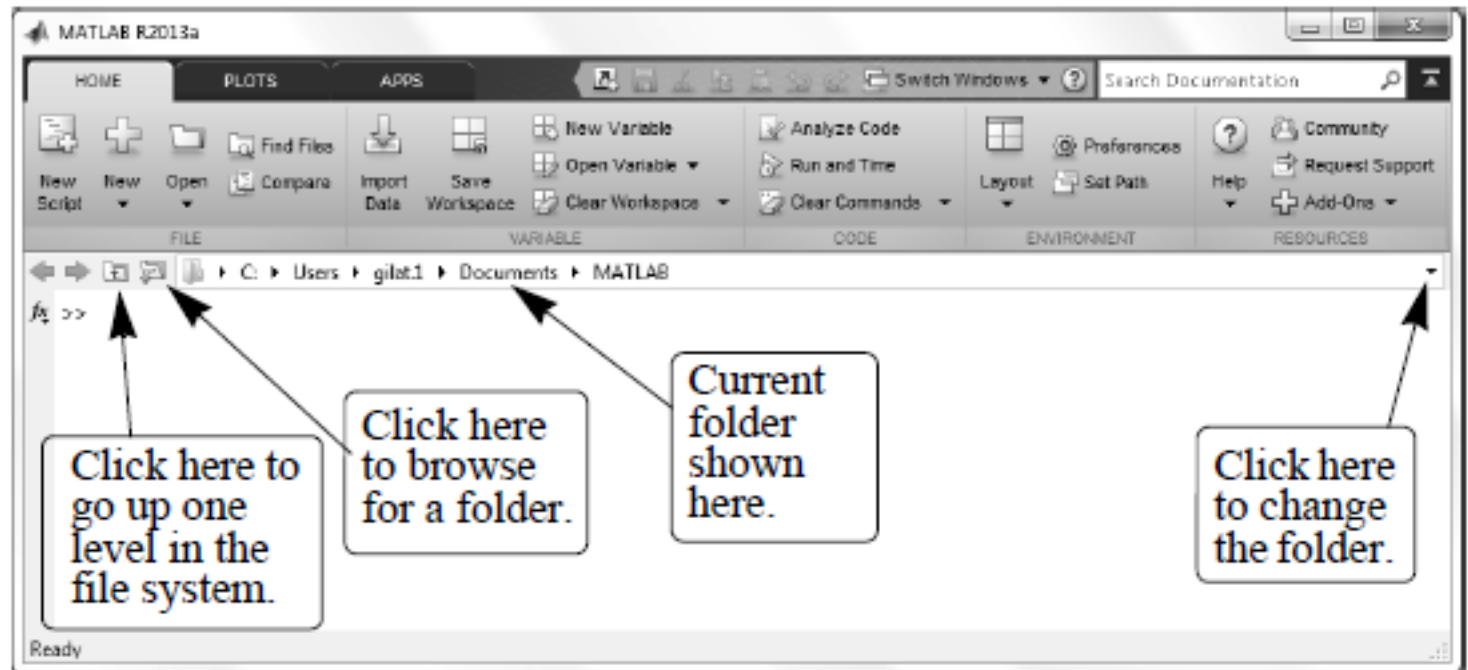 MATLAB R2013a
HOME PLOTS APPS Switch Windows Search Documentation
New Script
New
Open
Find Files
Compare
Import Data
Save Workspace
New Variable
Open Variable
Clear Workspace
Analyze Code
Run and Time
Clear Commands
Layout
Preferences
Set Path
Help
Community
Request Support
Add-Ons
FILE VARIABLE CODE ENVIRONMENT RESOURCES
C: Users gilat.1 Documents MATLAB
fx >>
Click here to
go up one
level in the
file system.
Click here
to browse
for a folder.
Current
folder
shown
here.
Click here
to change
the folder.
Ready